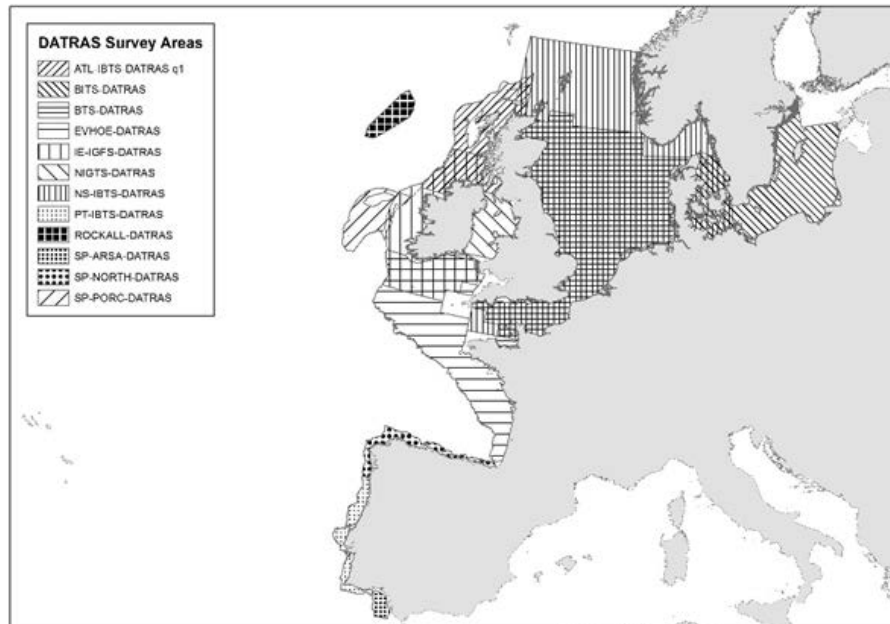 DATRAS Survey Areas
ATL-IBTS DATRAS q1
BITS-DATRAS
BTS-DATRAS
EVHOE-DATRAS
IE-IGFS-DATRAS
NIGTS-DATRAS
NS-IBTS-DATRAS
PT-IBTS-DATRAS
ROCKALL-DATRAS
SP-ARSA-DATRAS
SP-NORTH-DATRAS
SP-PORC-DATRAS